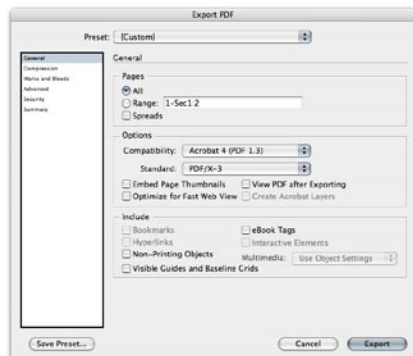 Export PDF
Preset: [Custom]
General
Compression
Marks and Bleeds
Advanced
Security
Summary
General
Pages
All
Range: 1-Sec1:2
Spreads
Options
Compatibility: Acrobat 4 (PDF 1.3)
Standard: PDF/X-3
Embed Page Thumbnails View PDF after Exporting
Optimize for Fast Web View Create Acrobat Layers
Include
Bookmarks eBook Tags
Hyperlinks Interactive Elements
Non-Printing Objects Multimedia: Use Object Settings
Visible Guides and Baseline Grids
Save Preset... Cancel Export